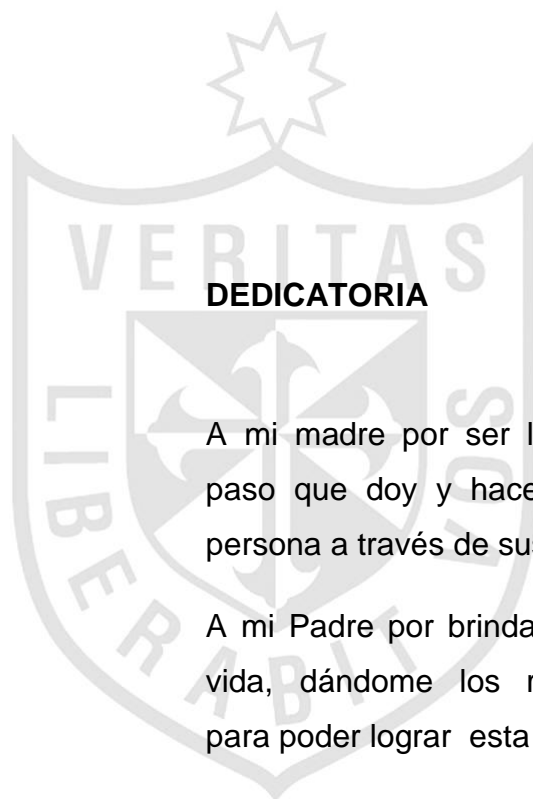 VERITAS
LIBERABIT
VOS
DEDICATORIA
A mi madre por ser l
paso que doy y hace
persona a través de su
A mi Padre por brinda
vida, dándome los r
para poder lograr esta